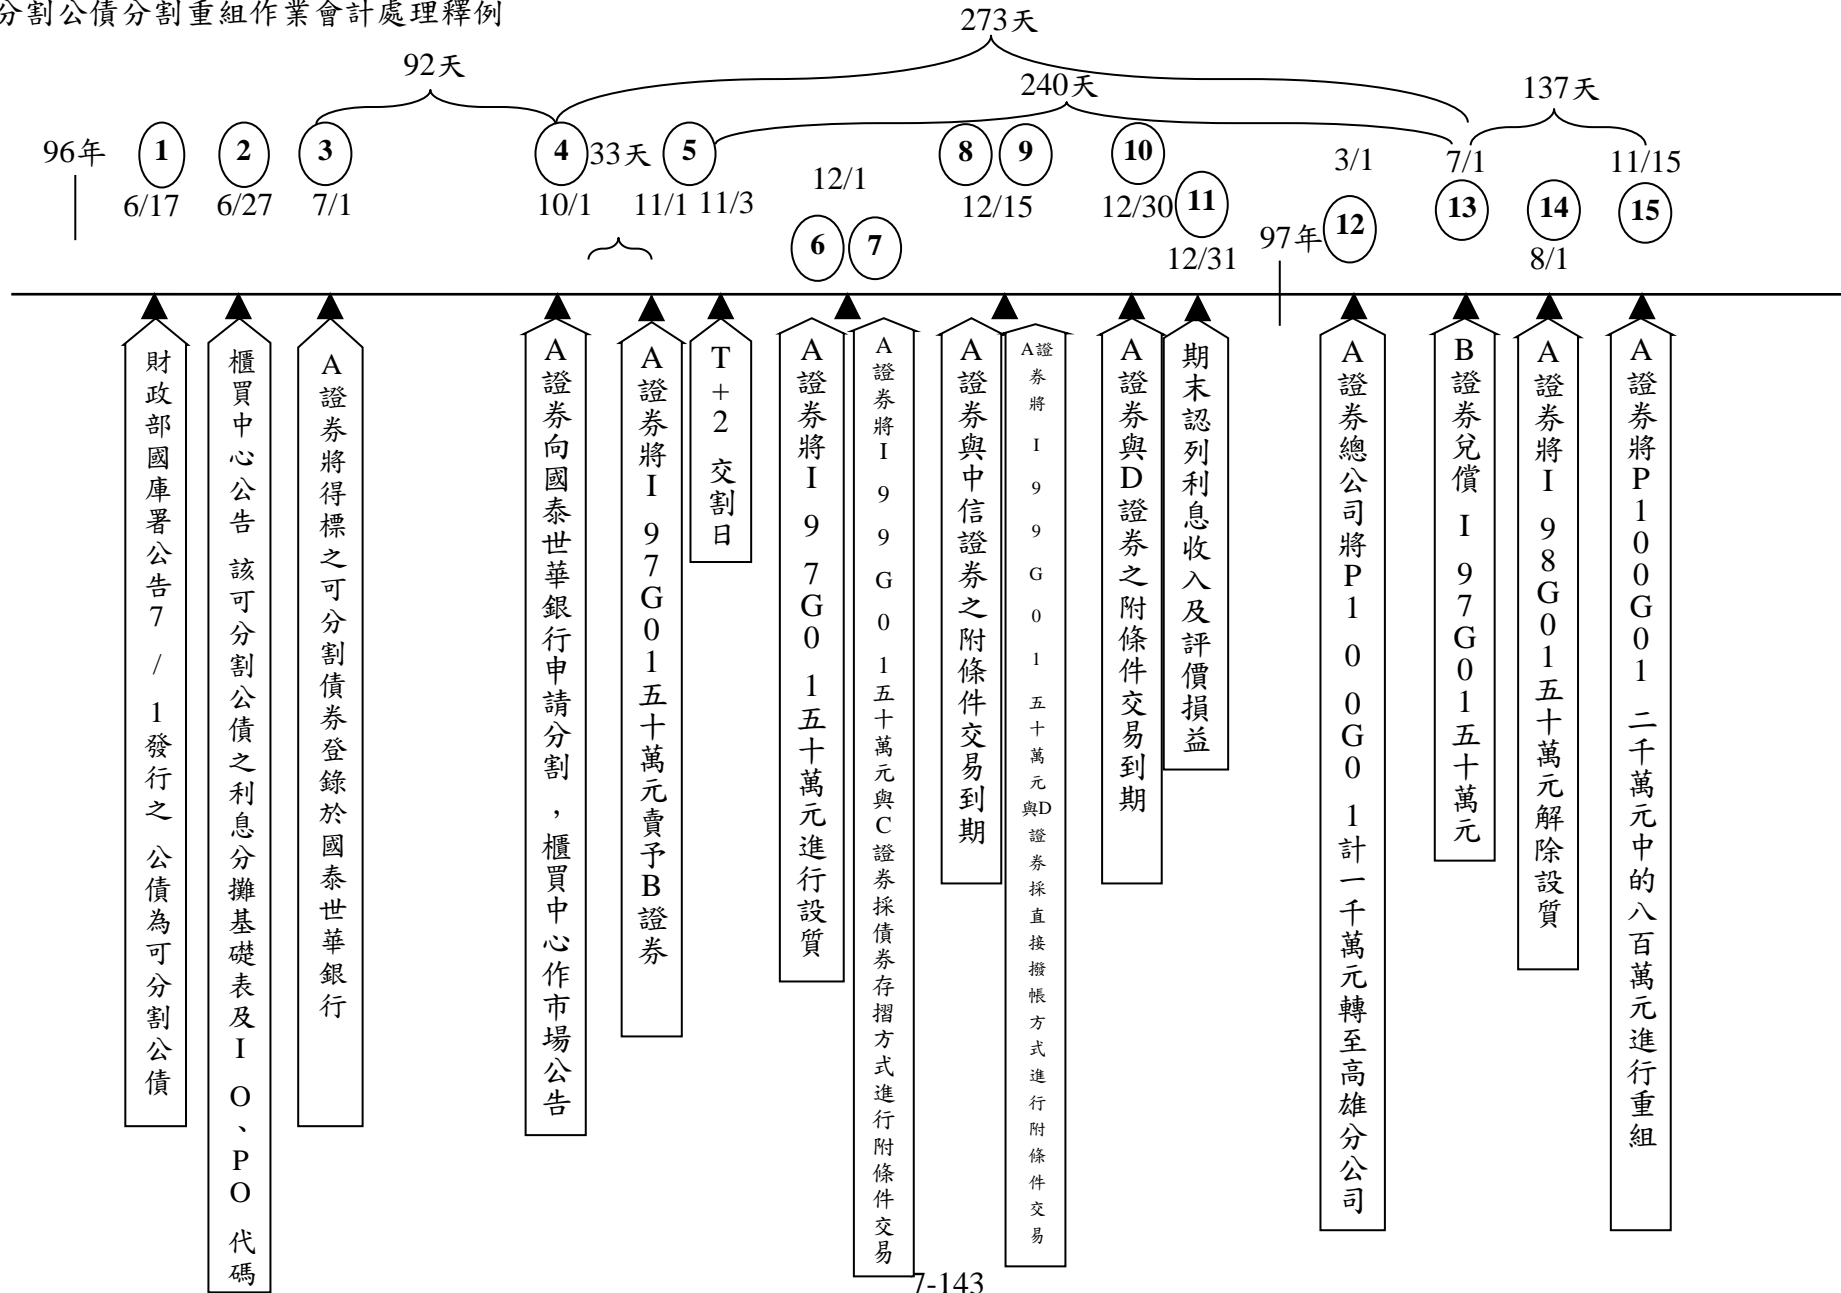 分割公債分割重組作業會計處理釋例
273天
92天
240天
137天
96年
1
2
3
4
33天
5
8
9
10
3/1
7/1
11/15
12/1
6/17
6/27
7/1
10/1
11/1
11/3
12/15
12/30
11
12
13
14
15
6
7
97年
12/31
8/1
財政部國庫署公告7/1發行之 公債為可分割公債
櫃買中心公告 該可分割公債之利息分攤基礎表及IO、PO代碼
A證券將得標之可分割債券登錄於國泰世華銀行
A證券向國泰世華銀行申請分割，櫃買中心作市場公告
A證券將I97G01五十萬元賣予B證券
T+2 交割日
A證券將I97G01五十萬元進行設質
A證券將I99G01五十萬元與C證券採債券存摺方式進行附條件交易
A證券與中信證券之附條件交易到期
A證券將I99G01五十萬元與D證券採直接撥帳方式進行附條件交易
A證券與D證券之附條件交易到期
期末認列利息收入及評價損益
A證券總公司將P100G01計一千萬元轉至高雄分公司
B證券兌償I97G01五十萬元
A證券將I98G01五十萬元解除設質
A證券將P100G01 二千萬元中的八百萬元進行重組
7-143